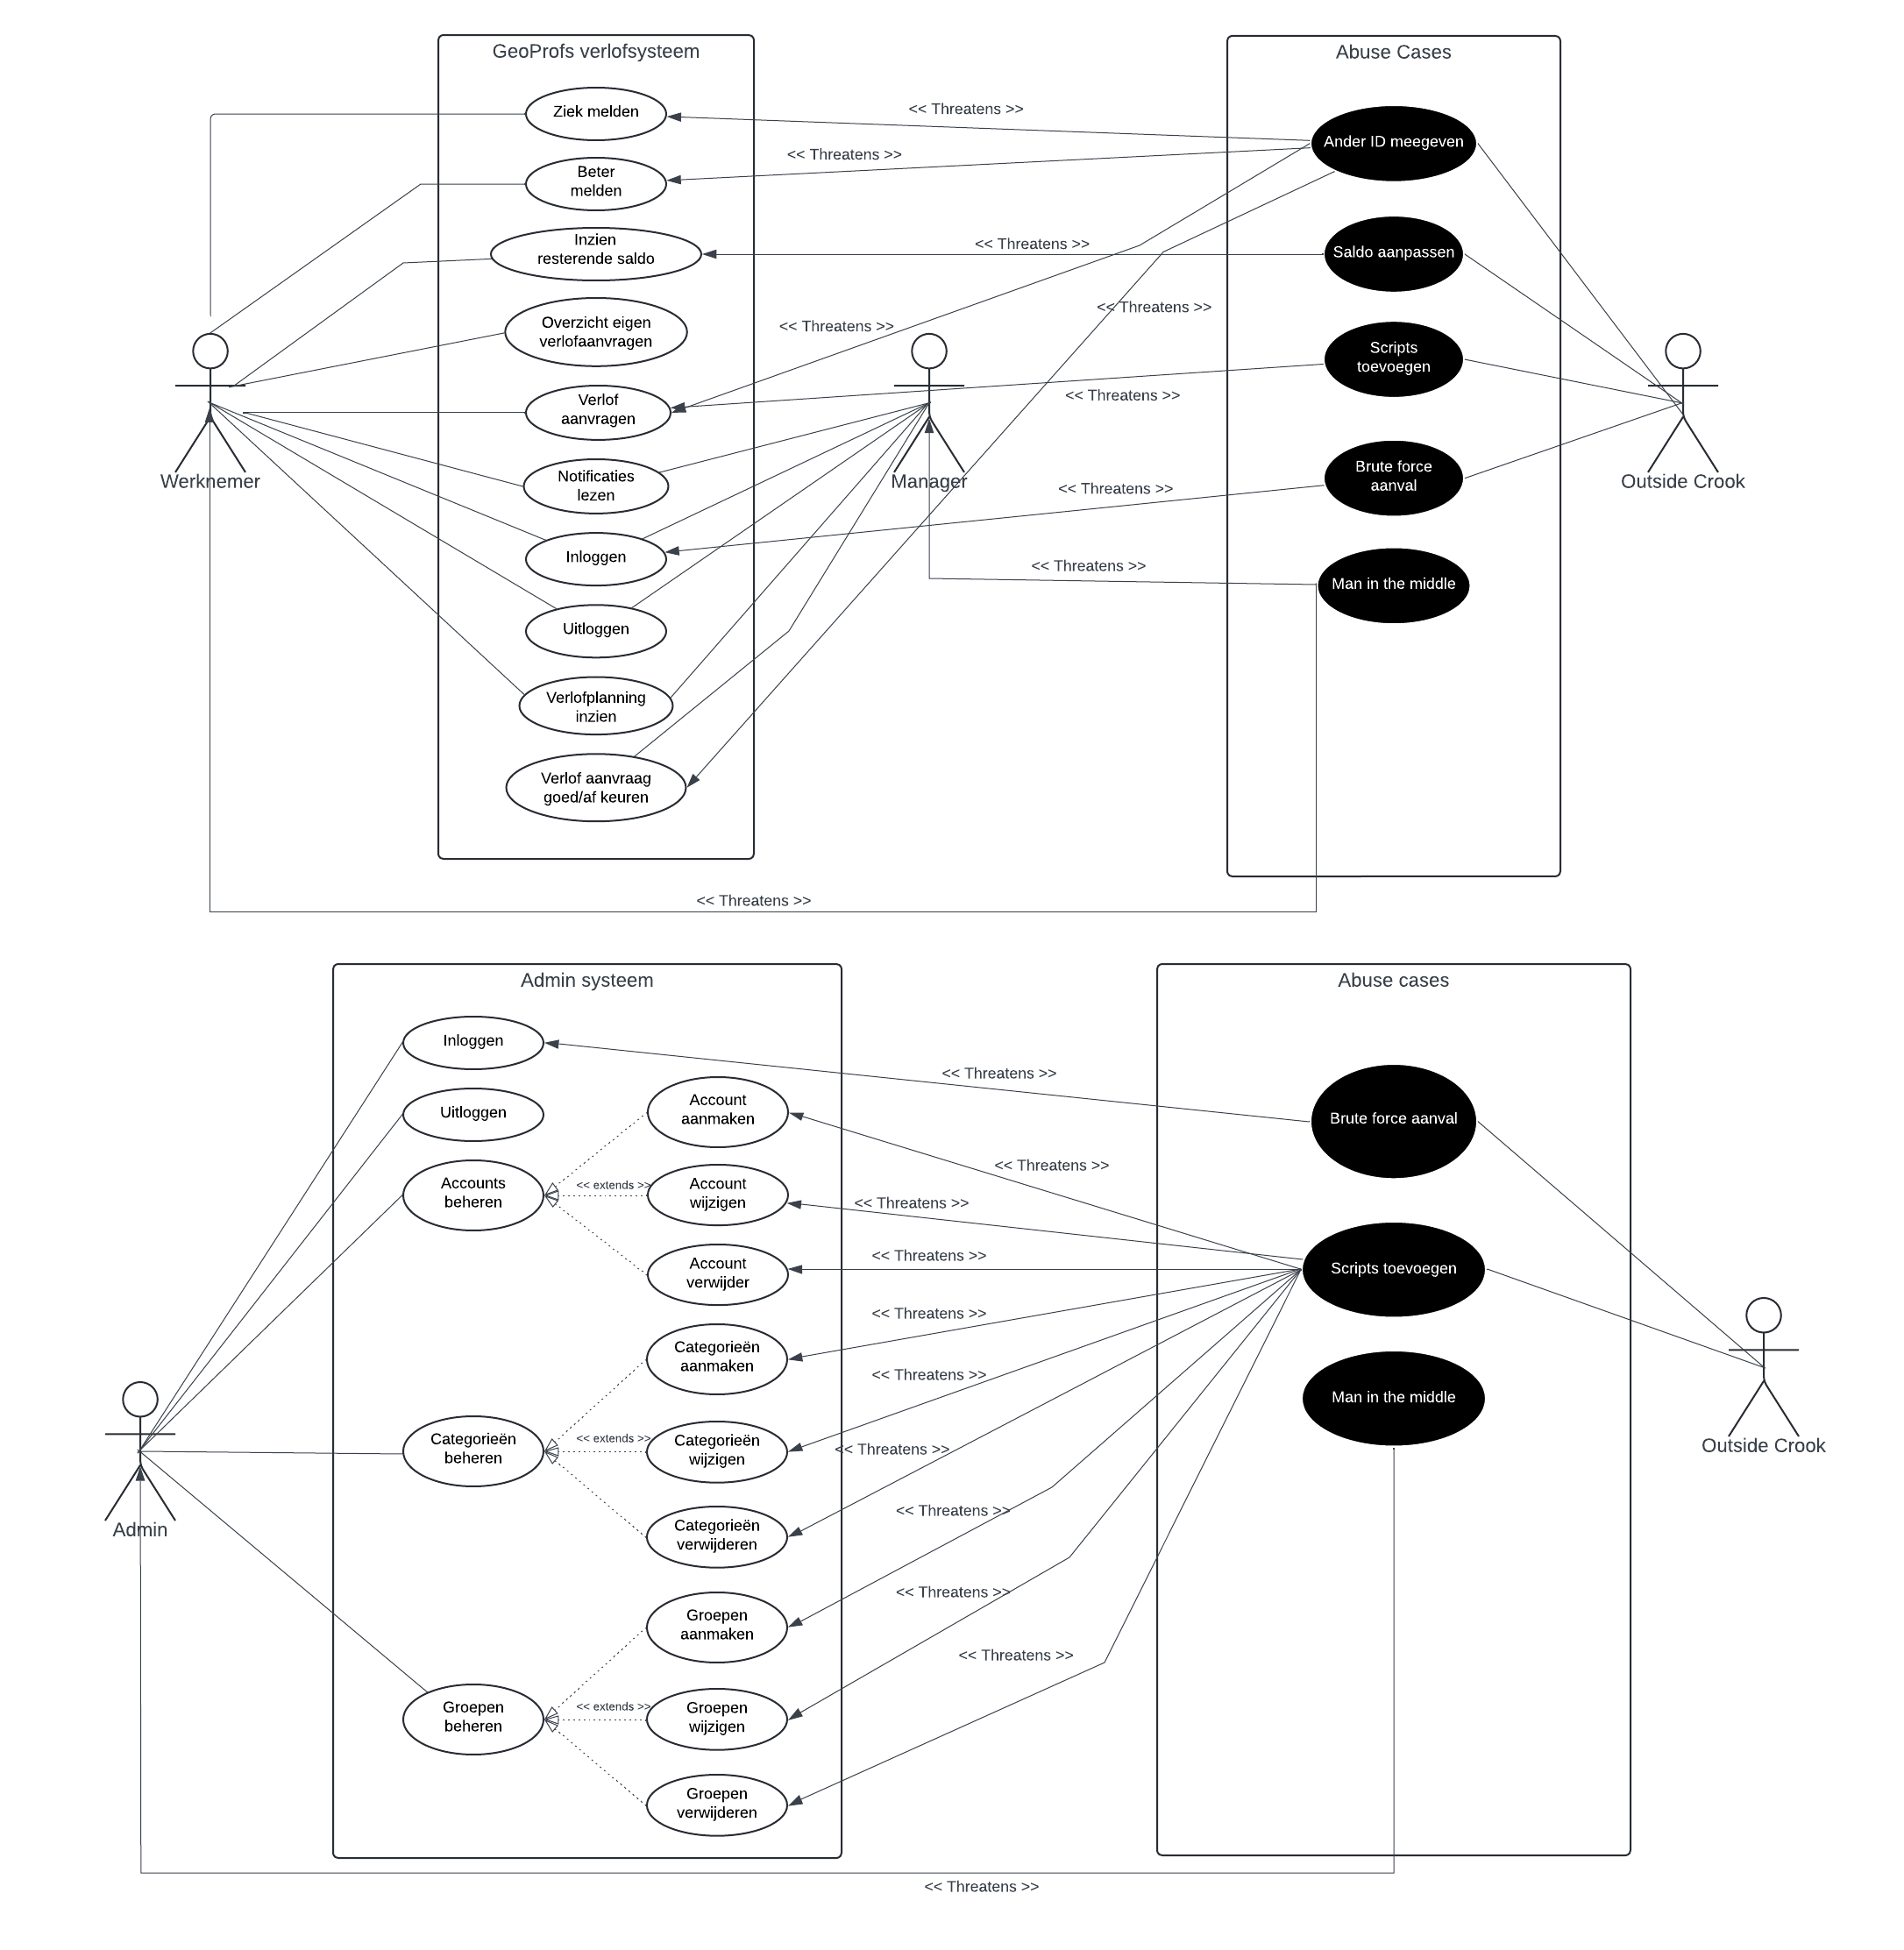 GeoProfs verlofsysteem
Abuse Cases
Ziek melden
<< Threatens >>
Ander ID meegeven
Beter
melden
<< Threatens >>
Inzien
resterende saldo
<< Threatens >>
Saldo aanpassen
<< Threatens >>
Overzicht eigen
verlofaanvragen
<< Threatens >>
Scripts
toevoegen
Verlof
aanvragen
<< Threatens >>
Werknemer
Notificaties
lezen
Manager
<< Threatens >>
Brute force
aanval
Outside Crook
Inloggen
<< Threatens >>
Man in the middle
Uitloggen
Verlofplanning
inzien
Verlof aanvraag
goed/af keuren
<< Threatens >>
Admin systeem
Abuse cases
Inloggen
<< Threatens >>
Uitloggen
Account
aanmaken
Brute force aanval
<< Threatens >>
Accounts
beheren
<< extends >>
Account
wijzigen
<< Threatens >>
Account
verwijder
<< Threatens >>
Scripts toevoegen
<< Threatens >>
Categorieën
aanmaken
<< Threatens >>
Man in the middle
Categorieën
beheren
<< extends >>
Categorieën
wijzigen
<< Threatens >>
Outside Crook
Admin
Categorieën
verwijderen
<< Threatens >>
<< Threatens >>
Groepen
aanmaken
<< Threatens >>
Groepen
beheren
<< extends >>
Groepen
wijzigen
Groepen
verwijderen
<< Threatens >>